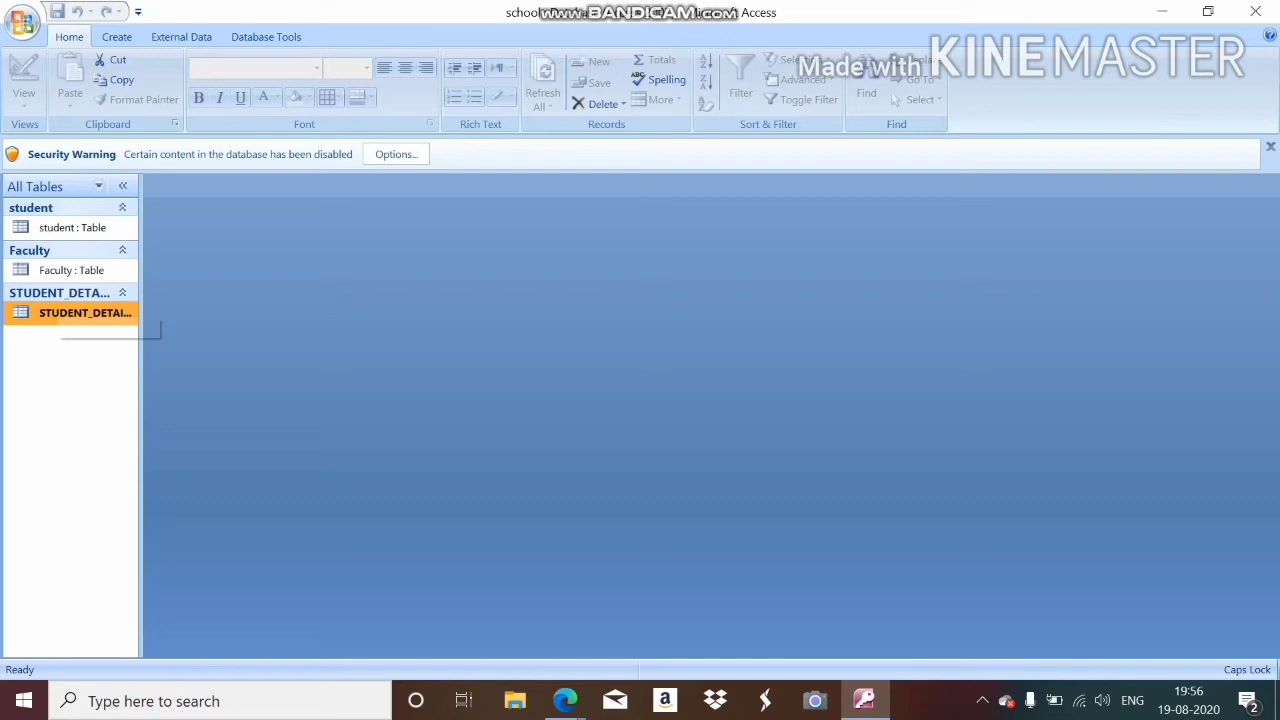 school
www.BANDICAM.com
Access
Home Create External Data Database Tools
Made with KINEMASTER
View
Paste
Cut
Copy
Format Painter
B I U A
Refresh All
New
Save
Delete
Totals
Spelling
More
Filter
Advanced
Toggle Filter
Find
Go To
Select
Views Clipboard Font Rich Text Records Sort & Filter Find
Security Warning Certain content in the database has been disabled Options...
All Tables
student
student : Table
Faculty
Faculty : Table
STUDENT_DETA...
STUDENT_DETAI...
Ready Caps Lock
Type here to search
ENG
19:56
19-08-2020
2